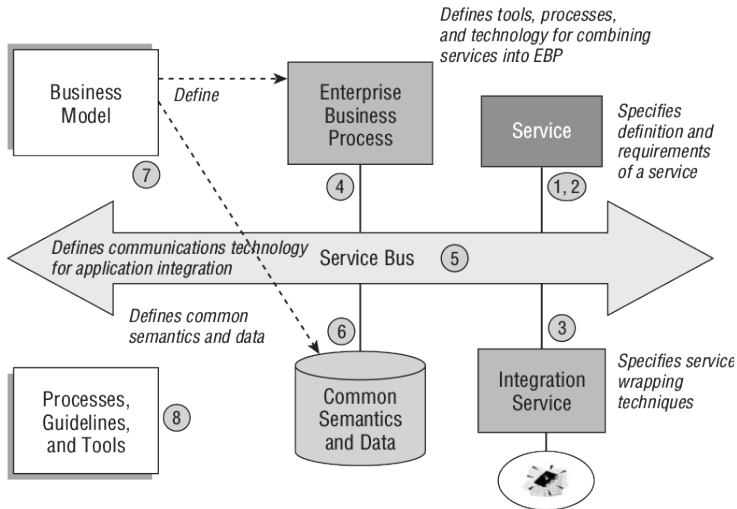 Defines tools, processes,
and technology for combining
services into EBP
Business
Model
Define
Enterprise
Business
Process
Service
Specifies
definition and
requirements
of a service
7
4
1, 2
Defines communications technology
for application integration
Service Bus
5
Defines common
semantics and data
6
3
Processes,
Guidelines,
and Tools
8
Common
Semantics
and Data
Integration
Service
Specifies service
wrapping
techniques